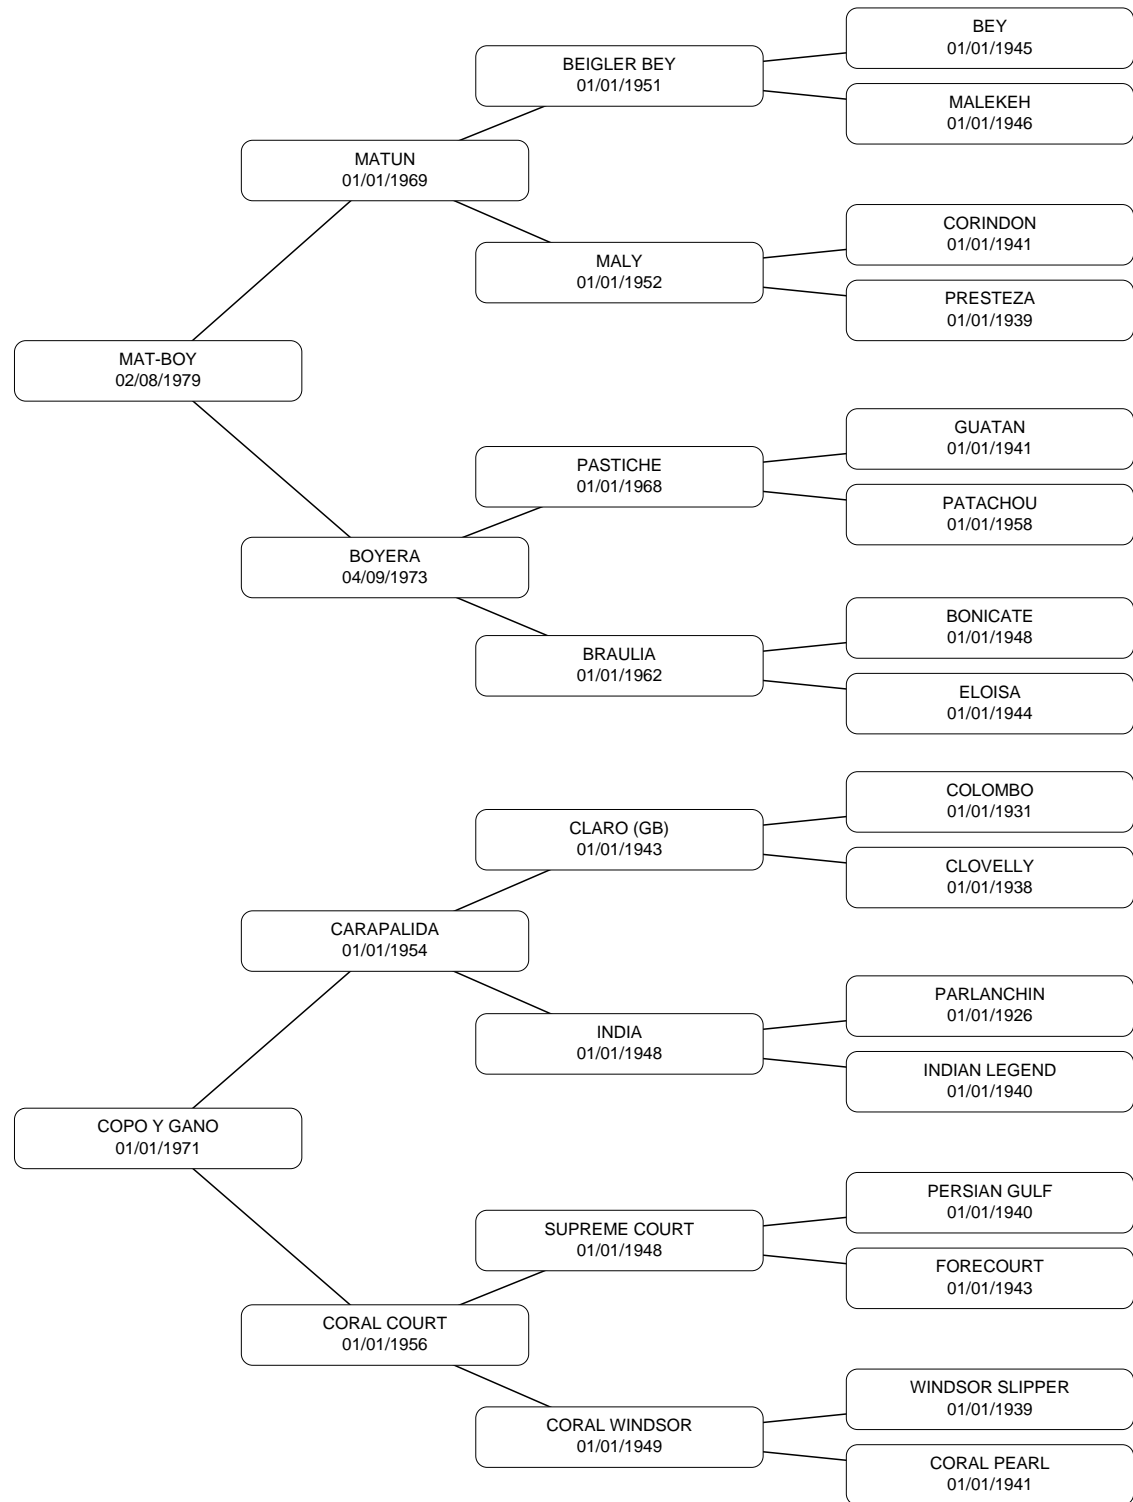 BEY
01/01/1945
BEIGLER BEY
01/01/1951
MALEKEH
01/01/1946
MATUN
01/01/1969
CORINDON
01/01/1941
MALY
01/01/1952
PRESTEZA
01/01/1939
MAT-BOY
02/08/1979
GUATAN
01/01/1941
PASTICHE
01/01/1968
PATACHOU
01/01/1958
BOYERA
04/09/1973
BONICATE
01/01/1948
BRAULIA
01/01/1962
ELOISA
01/01/1944
COLOMBO
01/01/1931
CLARO (GB)
01/01/1943
CLOVELLY
01/01/1938
CARAPALIDA
01/01/1954
PARLANCHIN
01/01/1926
INDIA
01/01/1948
INDIAN LEGEND
01/01/1940
COPO Y GANO
01/01/1971
PERSIAN GULF
01/01/1940
SUPREME COURT
01/01/1948
FORECOURT
01/01/1943
CORAL COURT
01/01/1956
WINDSOR SLIPPER
01/01/1939
CORAL WINDSOR
01/01/1949
CORAL PEARL
01/01/1941